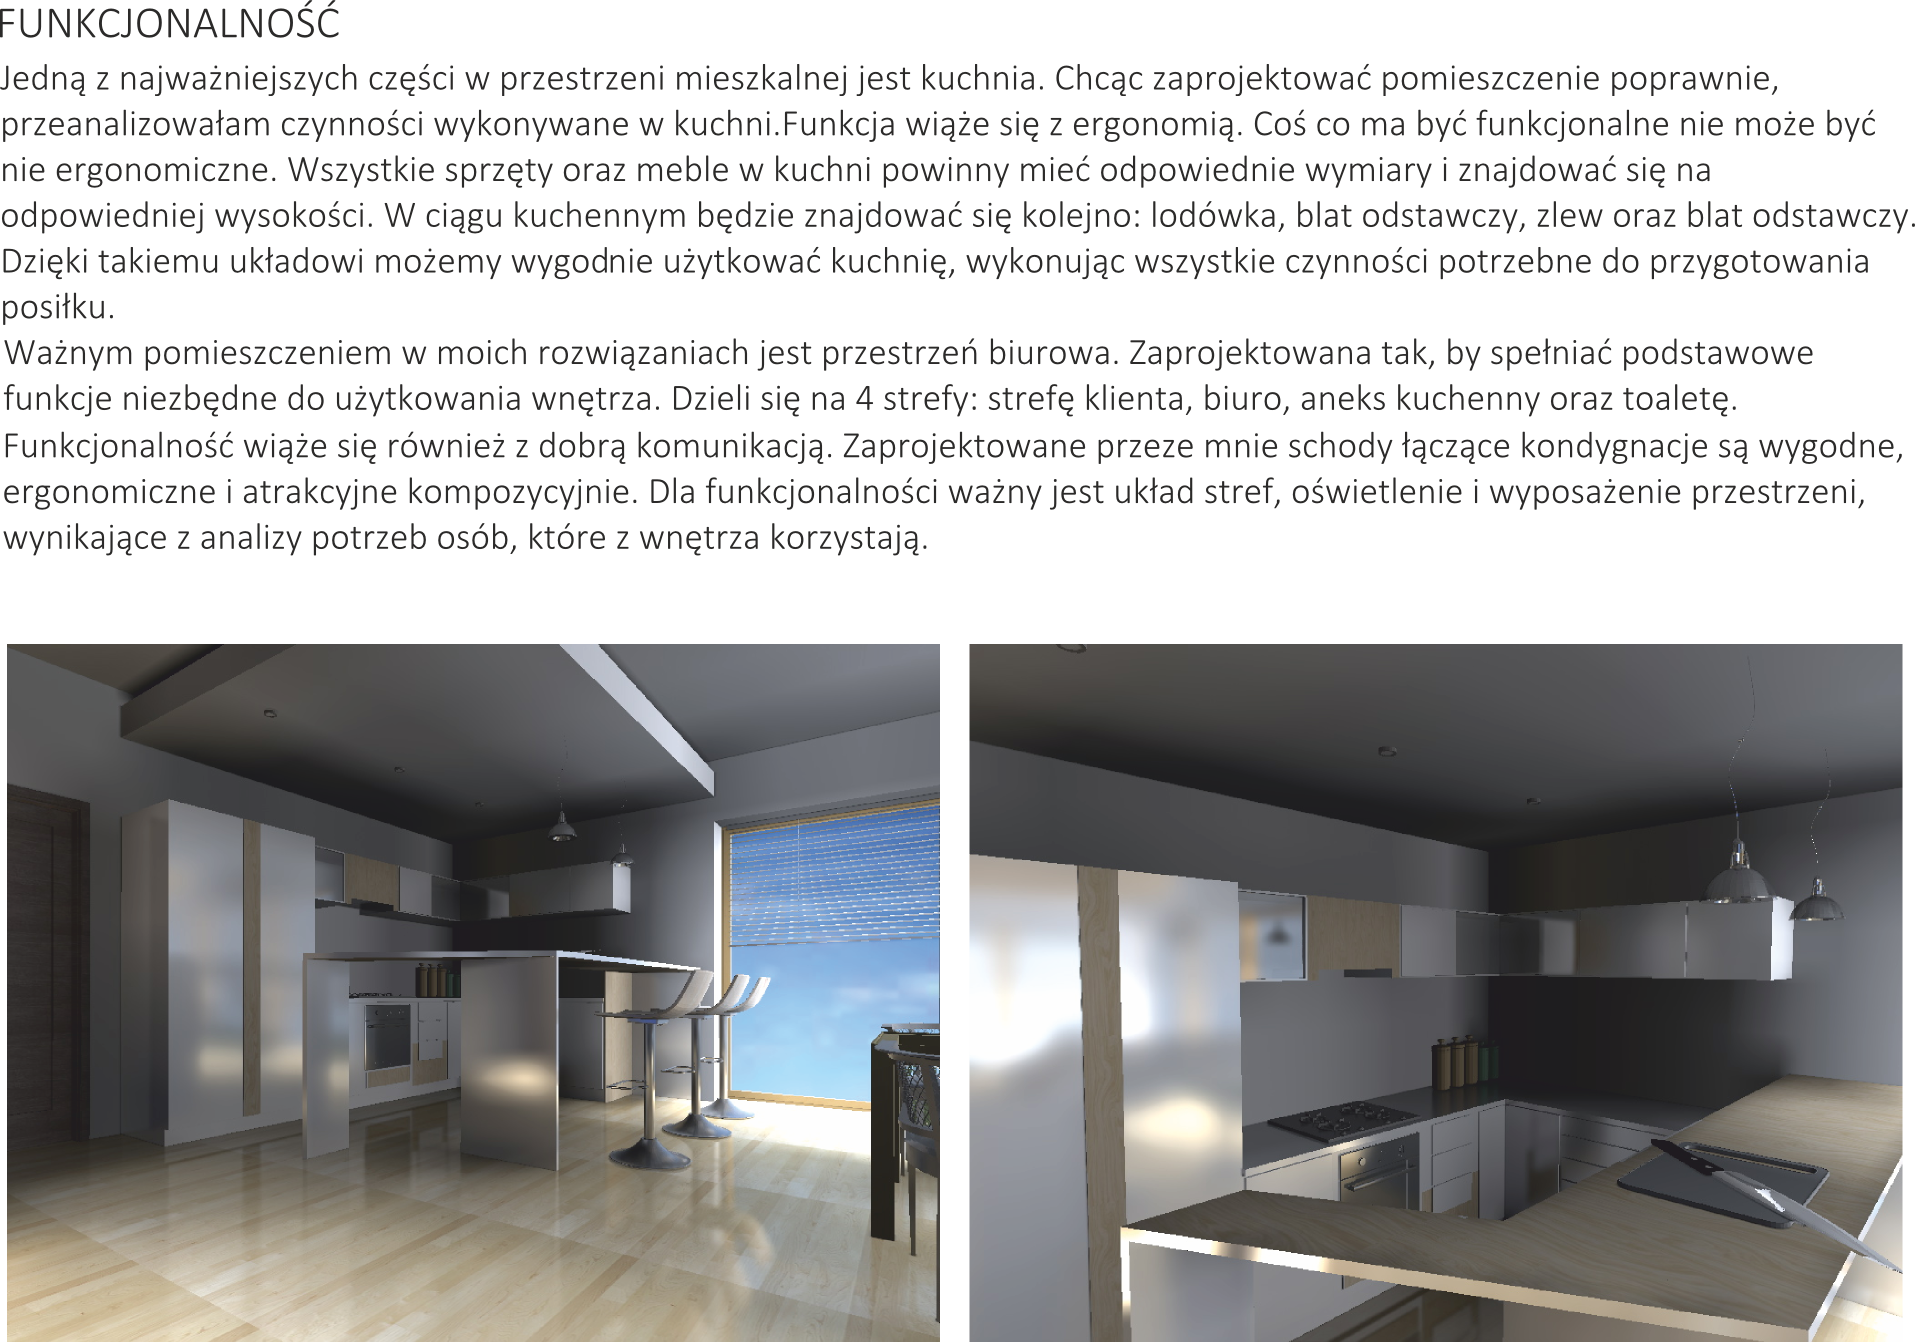 FUNKCJONALNOŚĆ
Jedną z najważniejszych części w przestrzeni mieszkalnej jest kuchnia. Chcąc zaprojektować pomieszczenie poprawnie,
przeanalizowałam czynności wykonywane w kuchni.Funkcja wiąże się z ergonomią. Coś co ma być funkcjonalne nie może być
nie ergonomiczne. Wszystkie sprzęty oraz meble w kuchni powinny mieć odpowiednie wymiary i znajdować się na
odpowiedniej wysokości. W ciągu kuchennym będzie znajdować się kolejno: lodówka, blat odstawczy, zlew oraz blat odstawczy.
Dzięki takiemu układowi możemy wygodnie użytkować kuchnię, wykonując wszystkie czynności potrzebne do przygotowania
posiłku.
Ważnym pomieszczeniem w moich rozwiązaniach jest przestrzeń biurowa. Zaprojektowana tak, by spełniać podstawowe
funkcje niezbędne do użytkowania wnętrza. Dzieli się na 4 strefy: strefę klienta, biuro, aneks kuchenny oraz toaletę.
Funkcjonalność wiąże się również z dobrą komunikacją. Zaprojektowane przeze mnie schody łączące kondygnacje są wygodne,
ergonomiczne i atrakcyjne kompozycyjnie. Dla funkcjonalności ważny jest układ stref, oświetlenie i wyposażenie przestrzeni,
wynikające z analizy potrzeb osób, które z wnętrza korzystają.